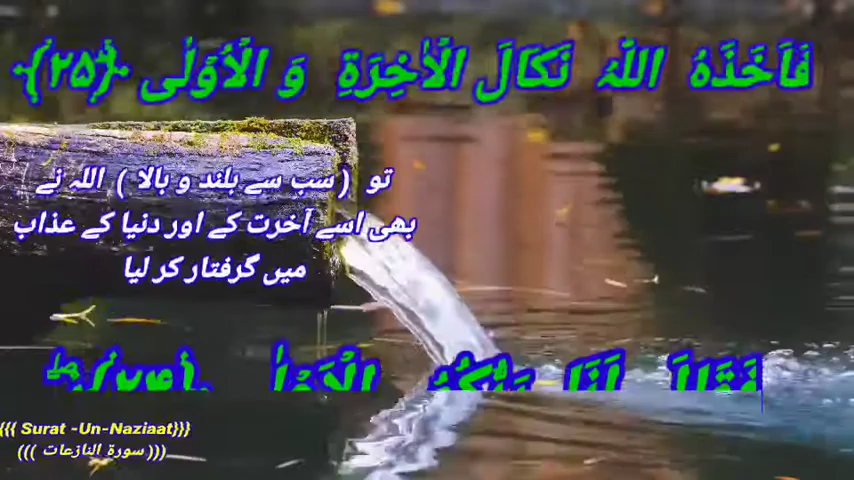 فَاَخَذَهُ اللّٰهُ نَكَالَ الْاٰخِرَةِ وَ الْاُوْلٰى ﴿۲۵﴾
تو ( سب سے بلند و بالا ) اللہ نے
بھی اسے آخرت کے اور دنیا کے عذاب
میں گرفتار کر لیا
فَقَالَ اَنَا
{{{ Surat -Un-Naziaat}}}
((( سورة النازعات )))